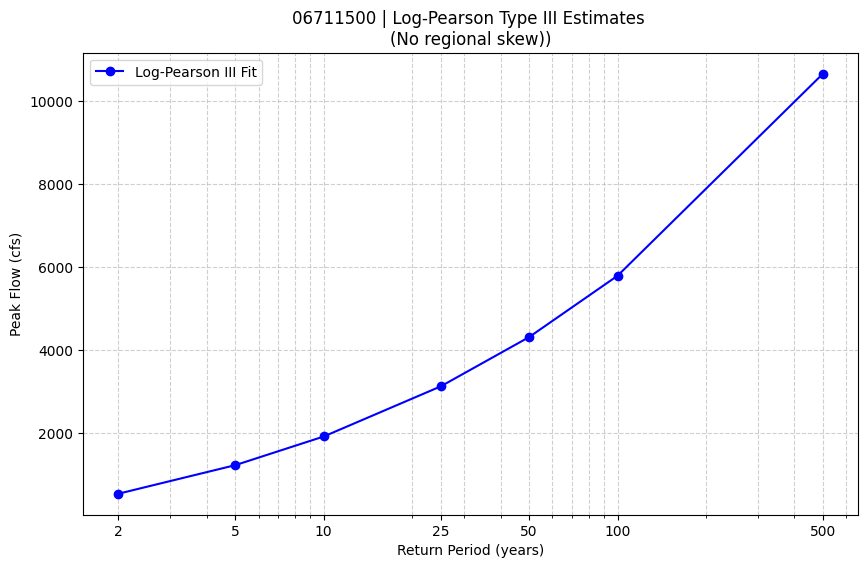 06711500 | Log-Pearson Type III Estimates
(No regional skew))
Log-Pearson III Fit
Peak Flow (cfs)
10000
8000
6000
4000
2000
2 5 10 25 50 100 500
Return Period (years)